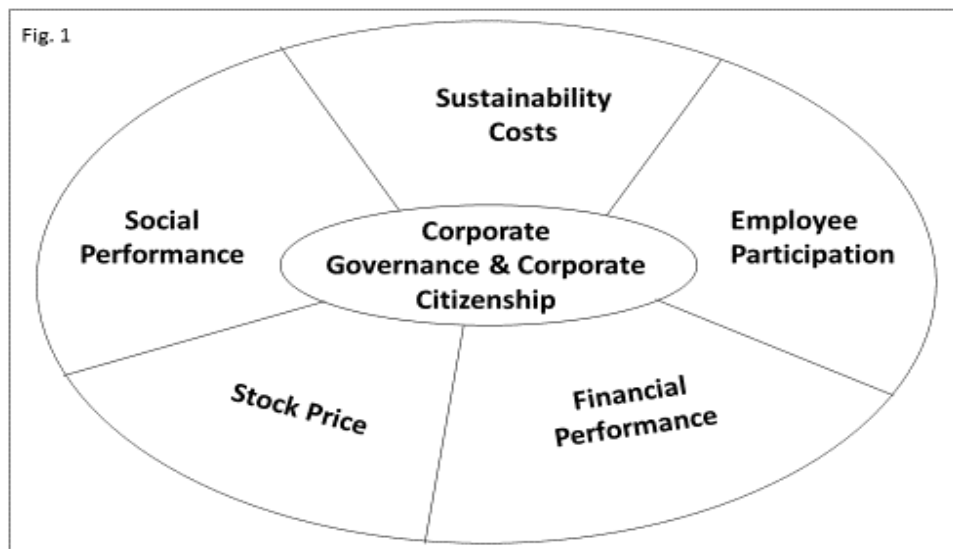 Fig. 1
Sustainability
Costs
Social
Performance
Corporate
Governance & Corporate
Citizenship
Employee
Participation
Stock Price
Financial
Performance